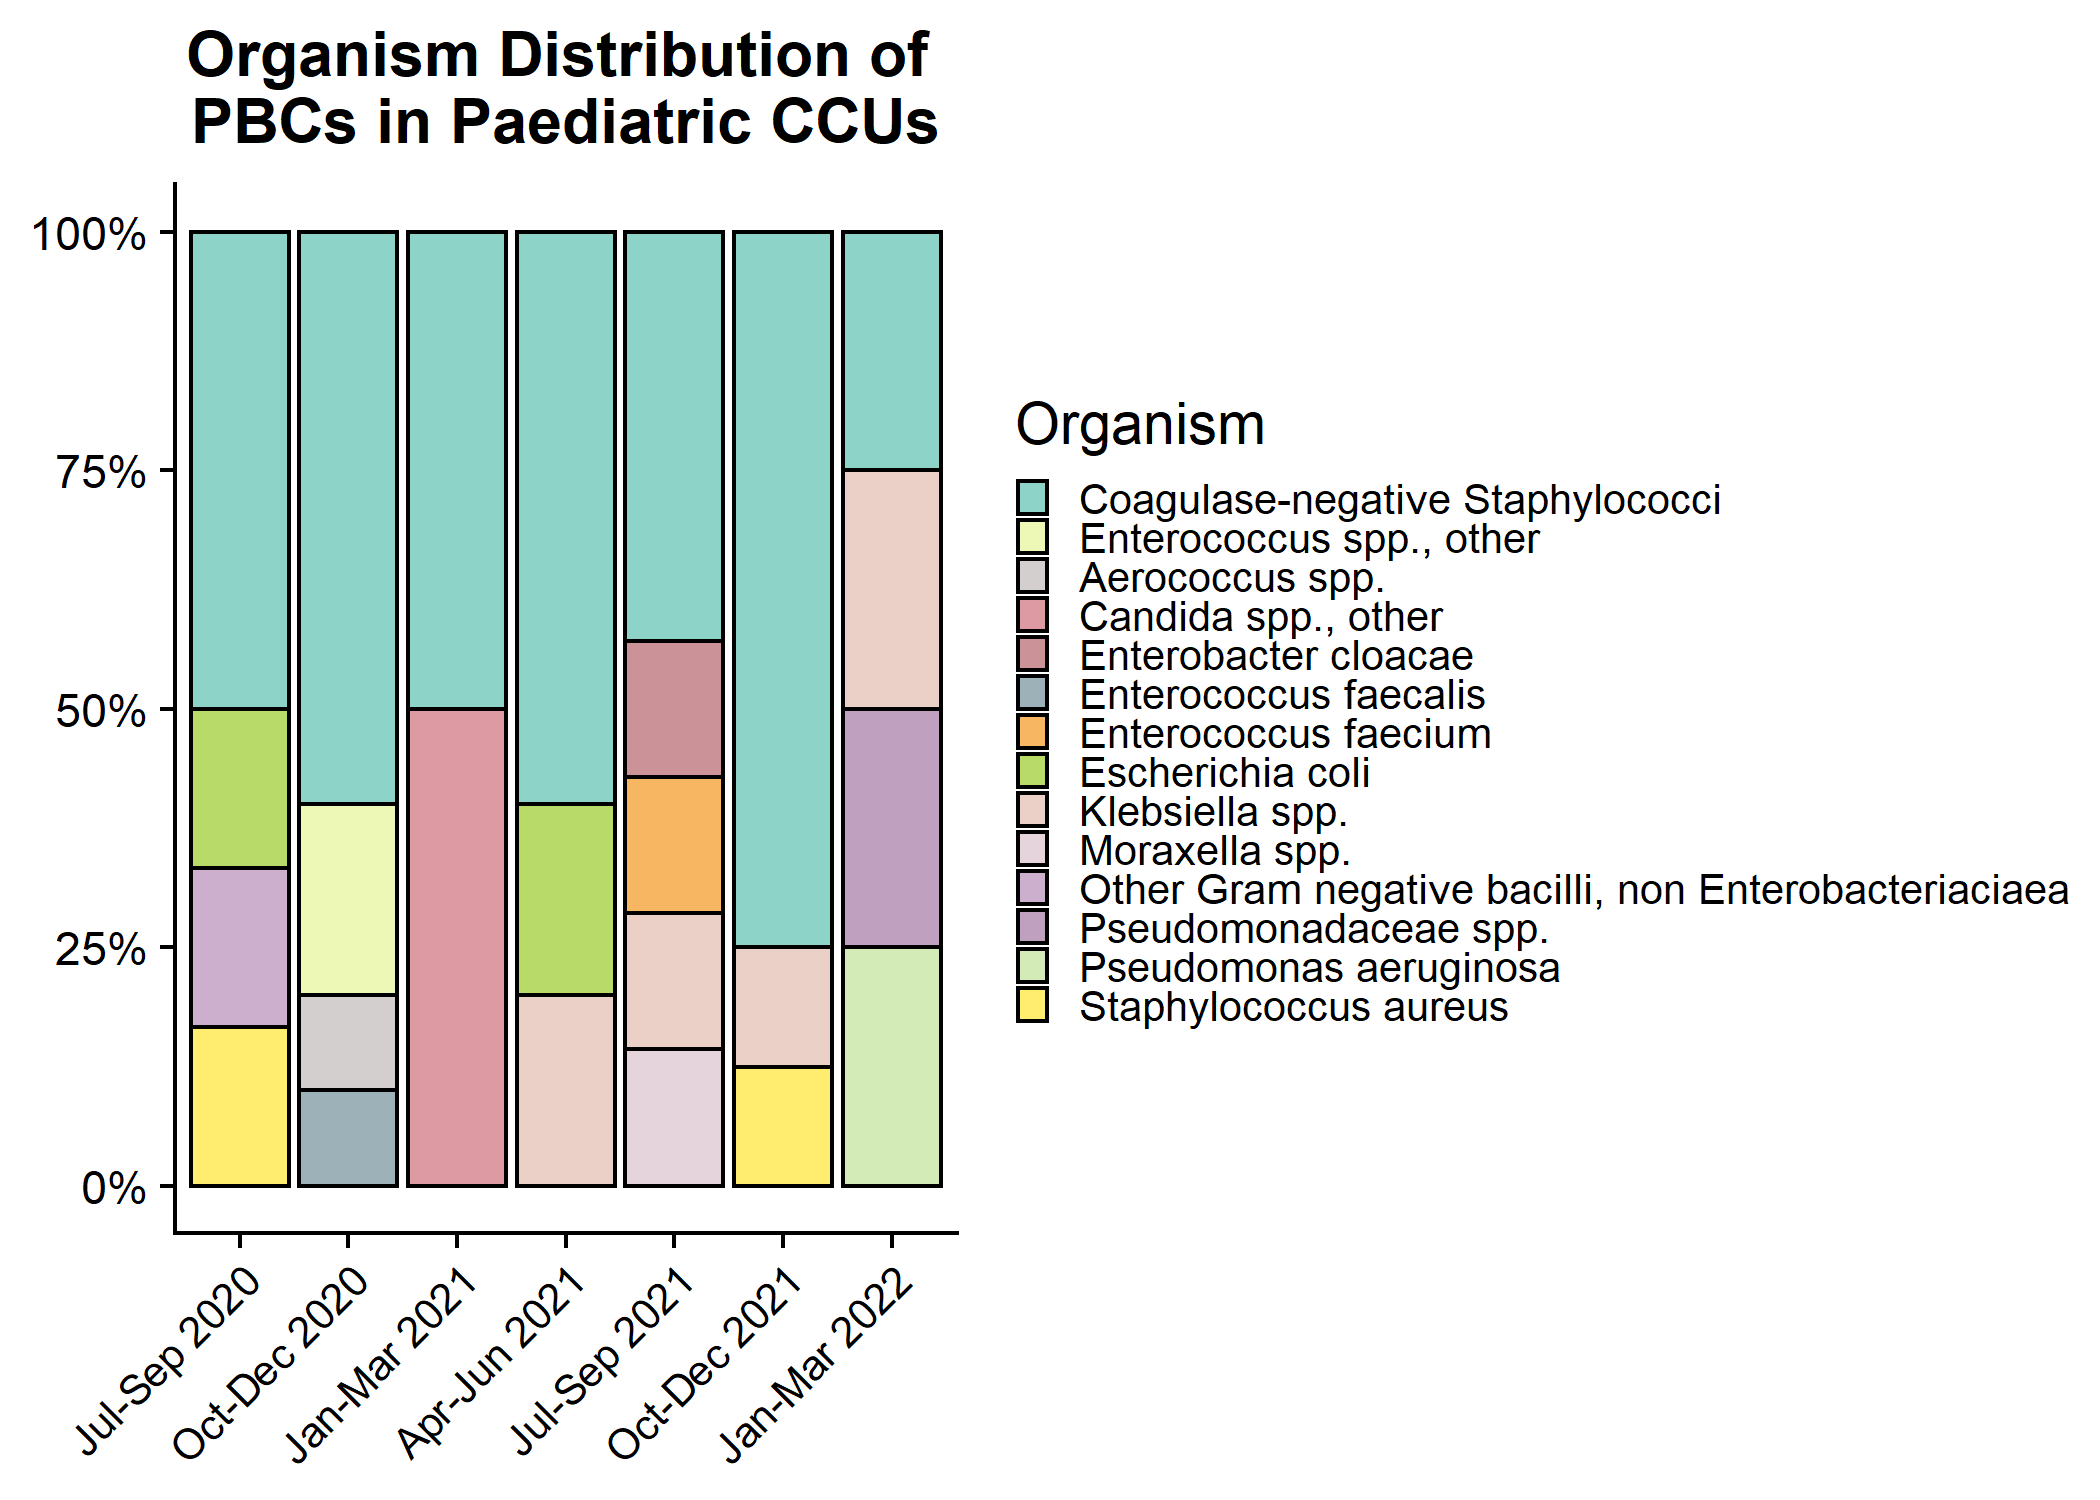 Organism Distribution of
PBCs in Paediatric CCUs
100%
75%
50%
25%
0%
Jul-Sep 2020
Oct-Dec 2020
Jan-Mar 2021
Apr-Jun 2021
Jul-Sep 2021
Oct-Dec 2021
Jan-Mar 2022
Organism
Coagulase-negative Staphylococci
Enterococcus spp., other
Aerococcus spp.
Candida spp., other
Enterobacter cloacae
Enterococcus faecalis
Enterococcus faecium
Escherichia coli
Klebsiella spp.
Moraxella spp.
Other Gram negative bacilli, non Enterobacteriaciaea
Pseudomonadaceae spp.
Pseudomonas aeruginosa
Staphylococcus aureus